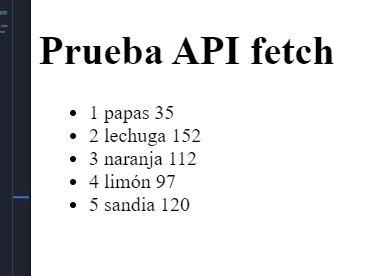 Prueba API fetch
1 papas 35
2 lechuga 152
3 naranja 112
4 limón 97
5 sandia 120